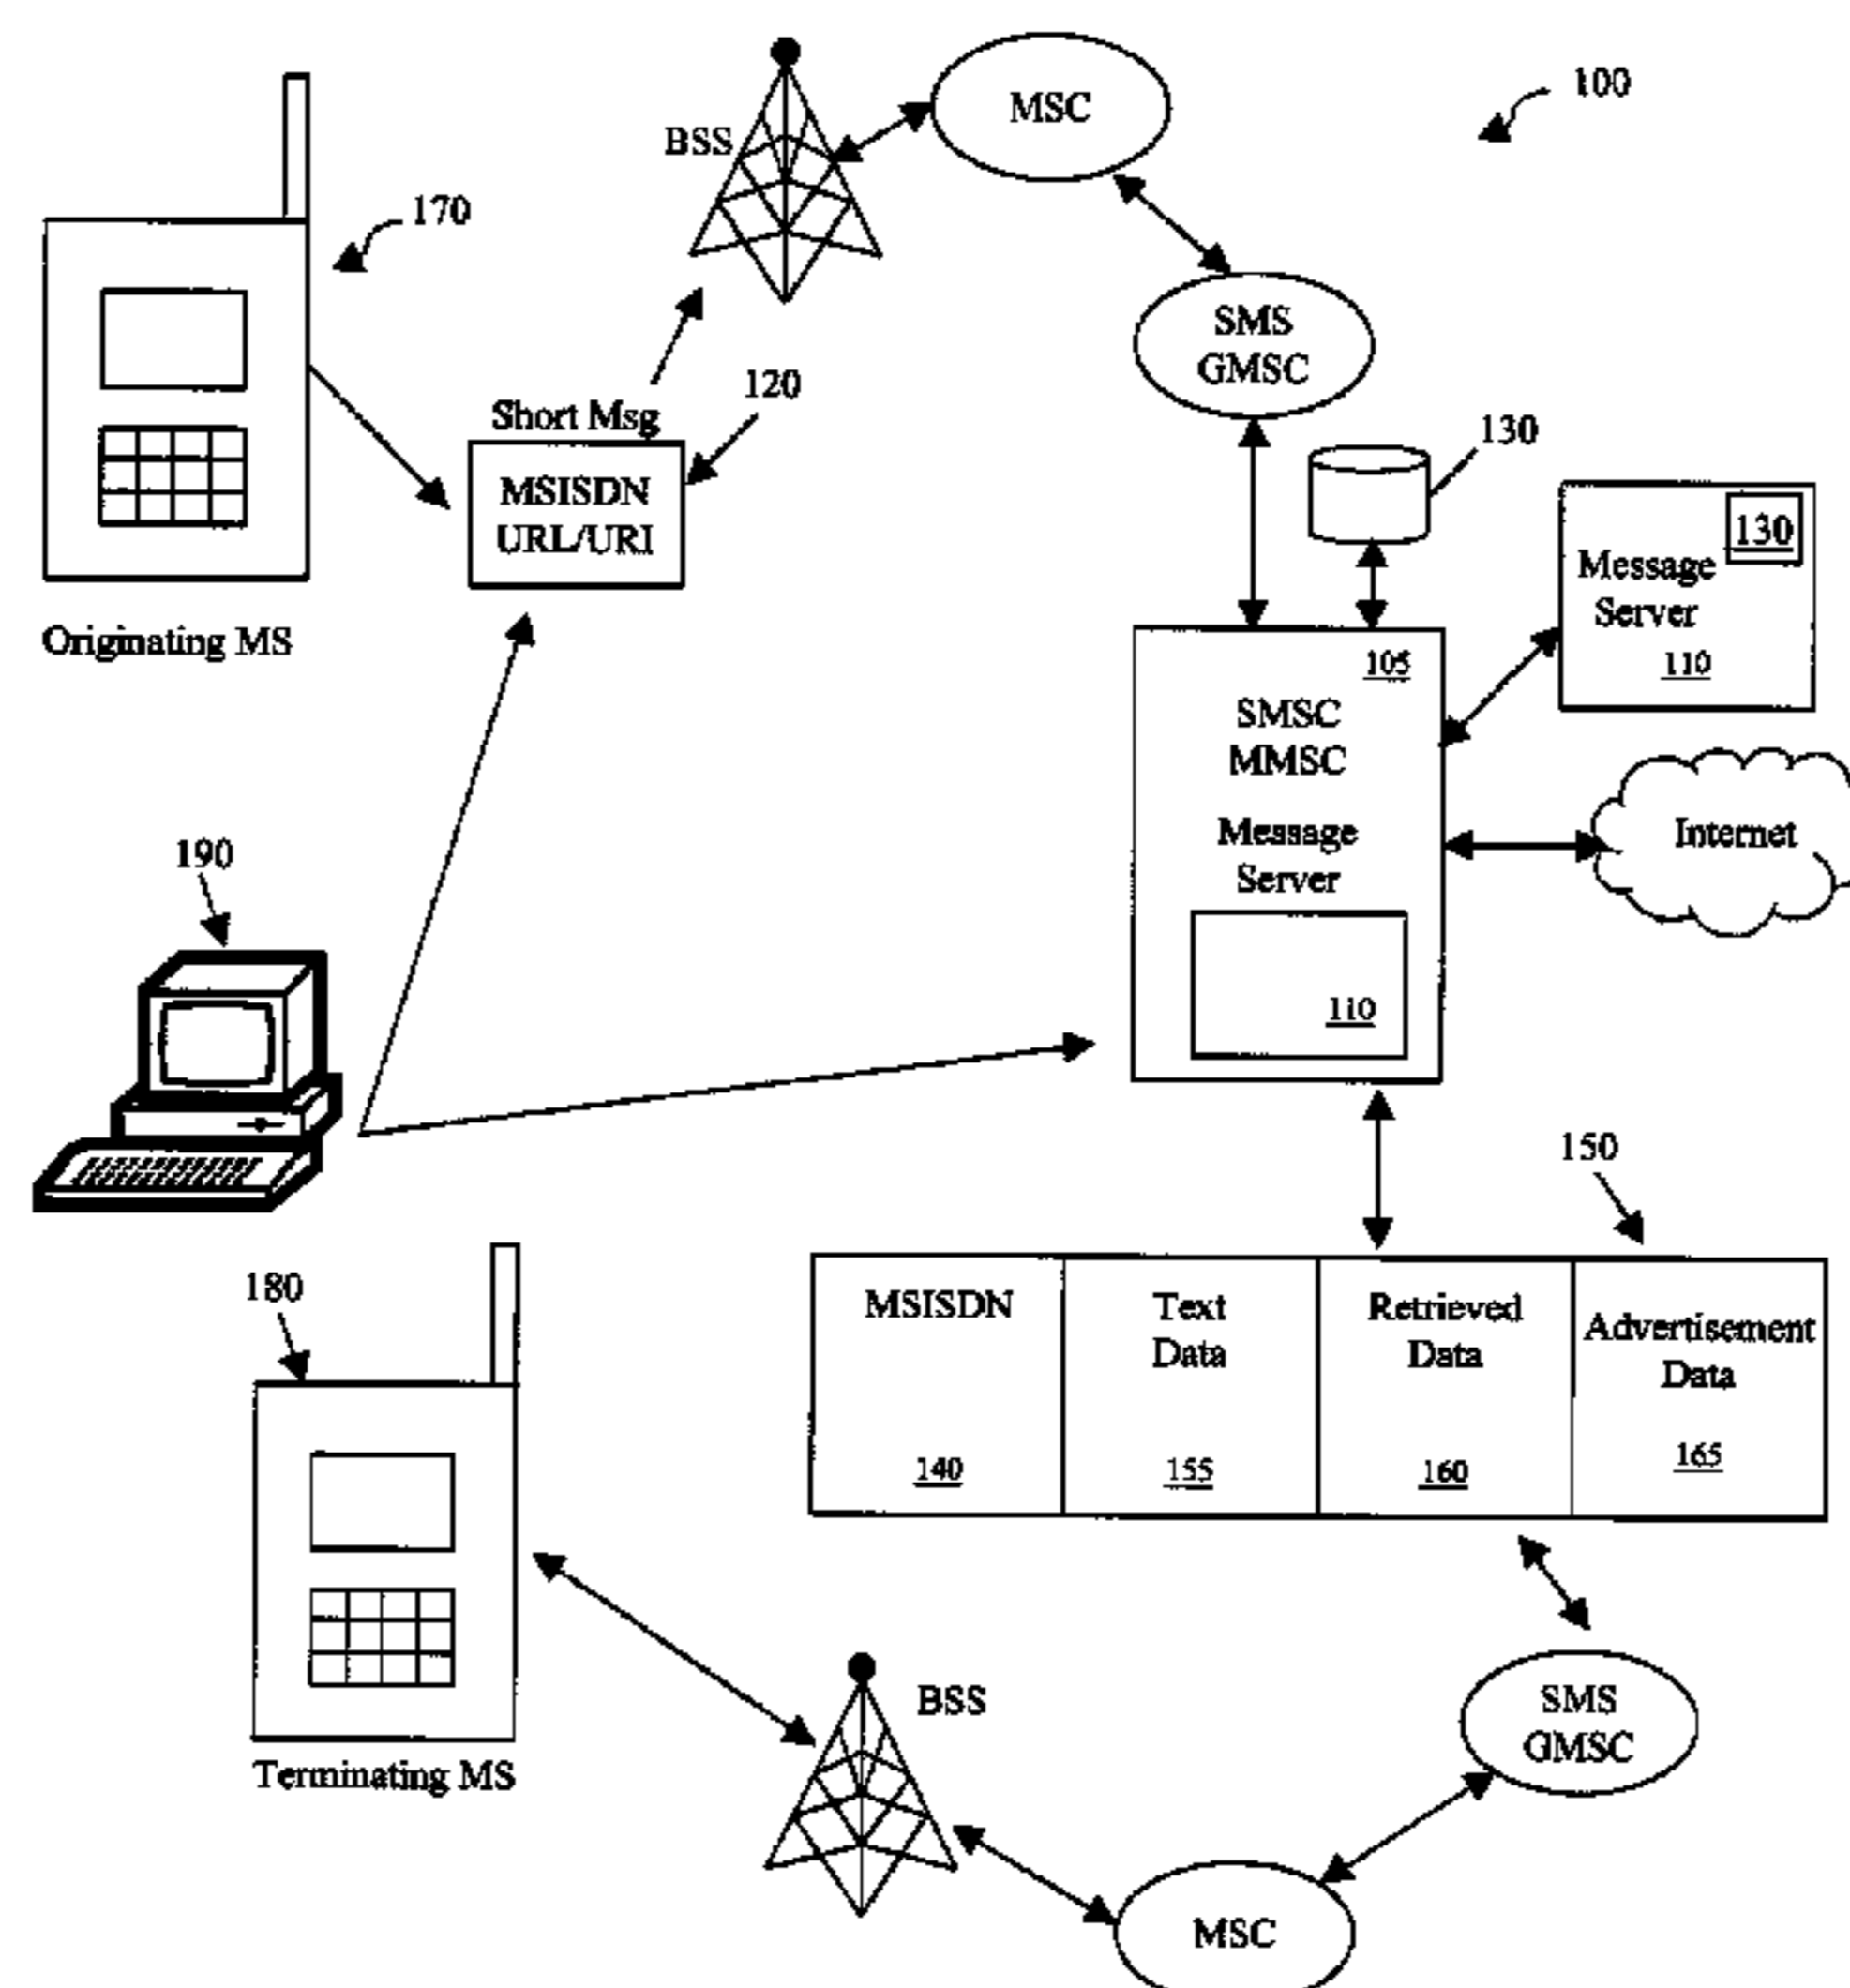 100
MSC
BSS
170
SMS
GMSC
120
Short Msg
MSISDN
URL/URI
130
130
Message
Server
110
Originating MS
105
SMSC
MMSC
Message
Server
110
Internet
190
150
180
MSISDN
140
Text
Data
155
Retrieved
Data
160
Advertisement
Data
165
Terminating MS
BSS
SMS
GMSC
MSC